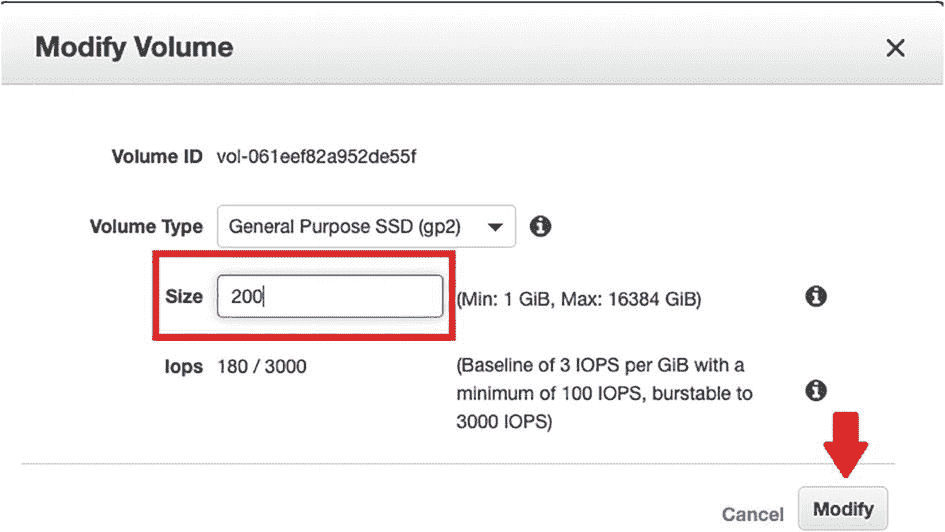 Modify Volume
Volume ID vol-061eef82a952de55f
Volume Type General Purpose SSD (gp2)
Size 200 (Min: 1 GiB, Max: 16384 GiB)
Iops 180 / 3000 (Baseline of 3 IOPS per GiB with a
minimum of 100 IOPS, burstable to
3000 IOPS)
Cancel Modify